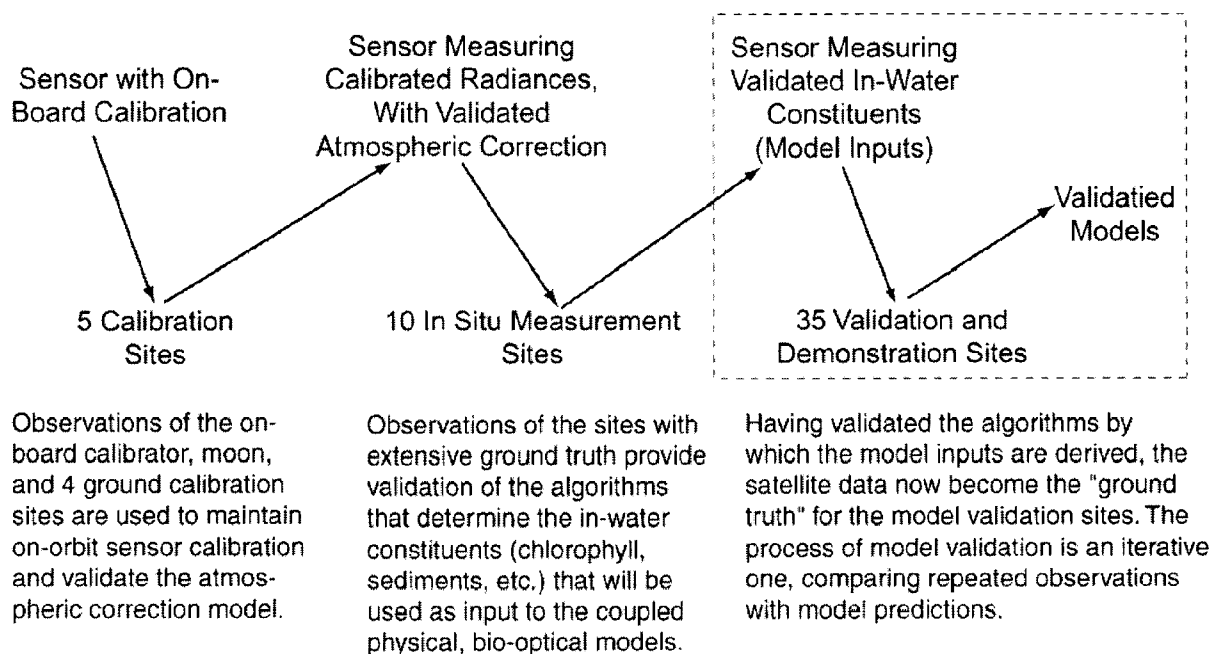 Sensor with On-
Board Calibration
Sensor Measuring
Calibrated Radiances,
With Validated
Atmospheric Correction
Sensor Measuring
Validated In-Water
Constituents
(Model Inputs)
Validatied
Models
5 Calibration
Sites
10 In Situ Measurement
Sites
35 Validation and
Demonstration Sites
Observations of the on-
board calibrator, moon,
and 4 ground calibration
sites are used to maintain
on-orbit sensor calibration
and validate the atmos-
pheric correction model.
Observations of the sites with
extensive ground truth provide
validation of the algorithms
that determine the in-water
constituents (chlorophyll,
sediments, etc.) that will be
used as input to the coupled
physical, bio-optical models.
Having validated the algorithms by
which the model inputs are derived, the
satellite data now become the "ground
truth" for the model validation sites. The
process of model validation is an iterative
one, comparing repeated observations
with model predictions.